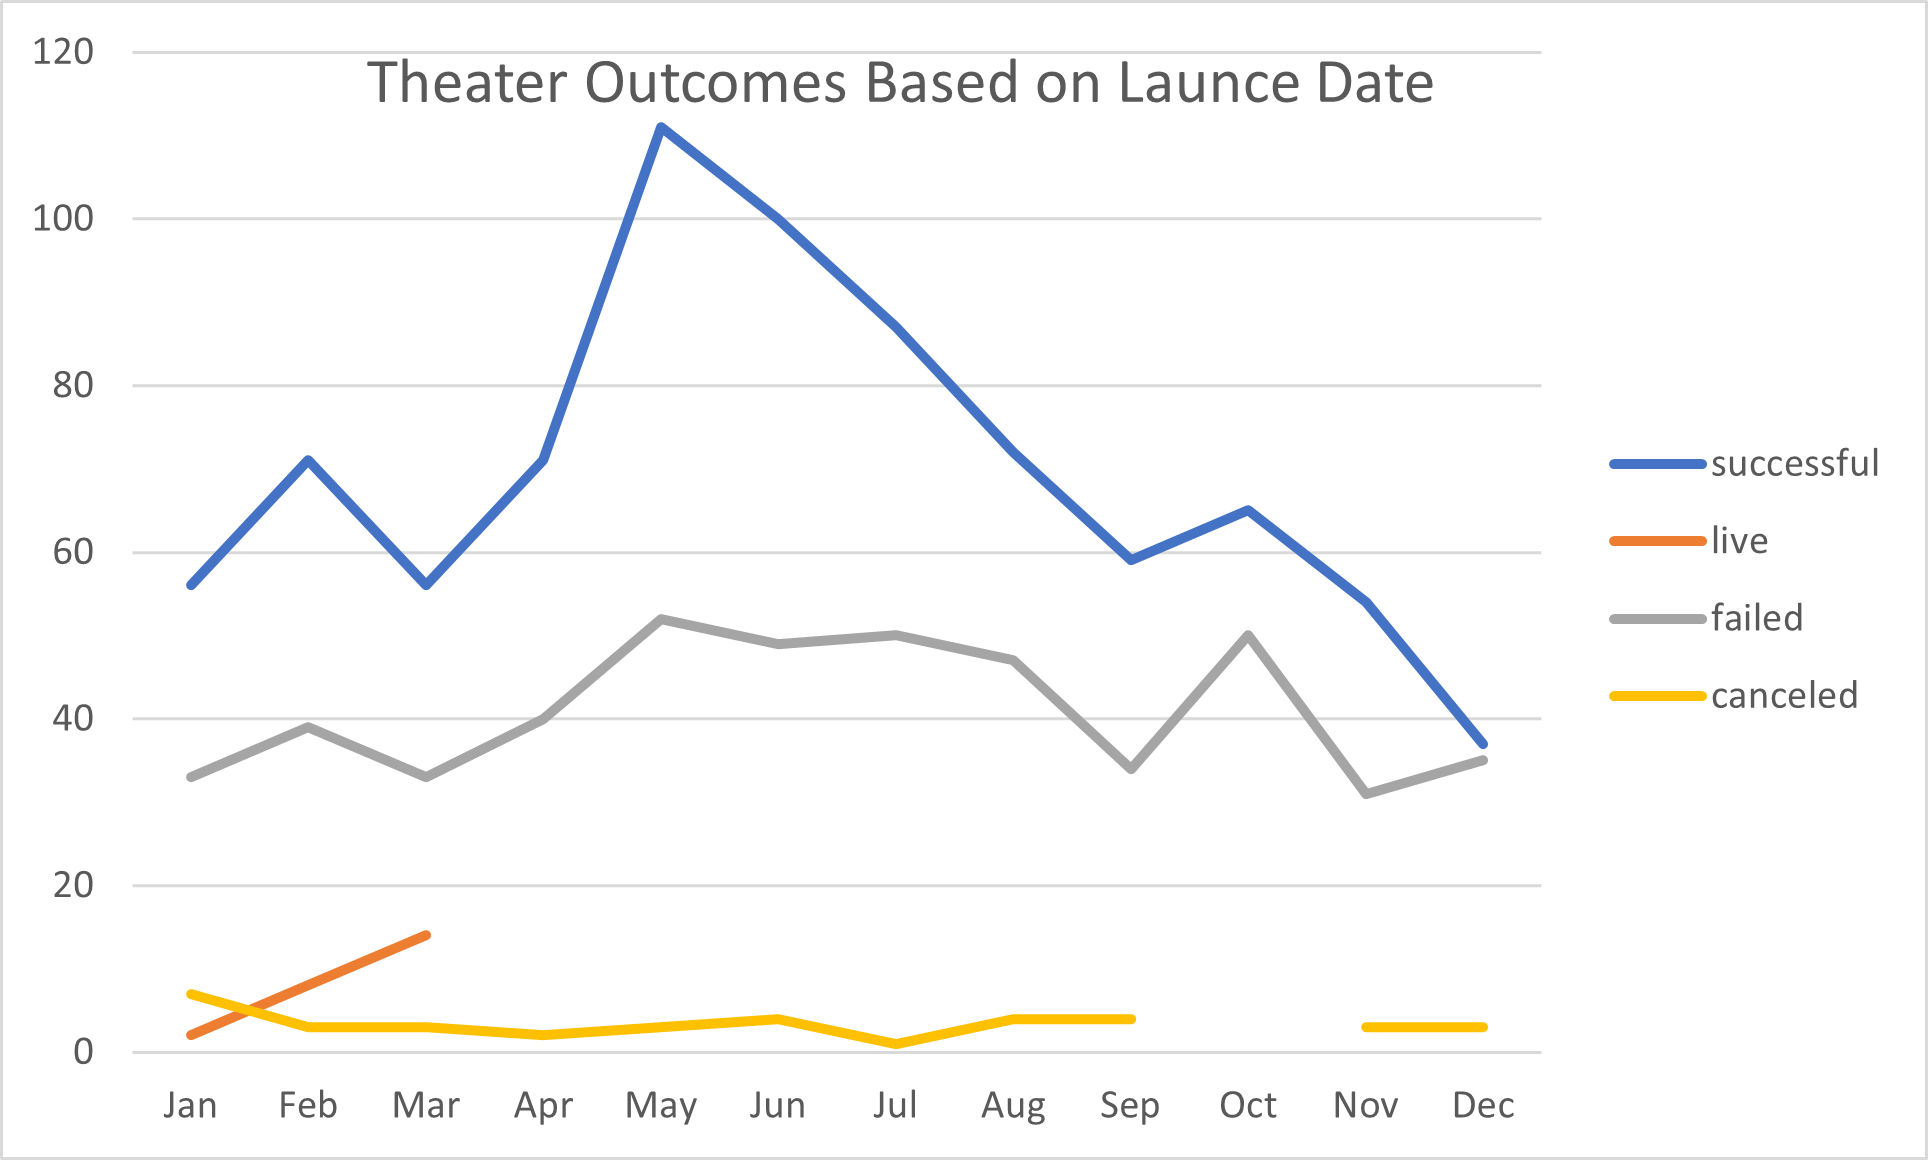 Theater Outcomes Based on Launce Date
120
100
80
60
40
20
0
Jan Feb Mar Apr May Jun Jul Aug Sep Oct Nov Dec
successful
live
failed
canceled